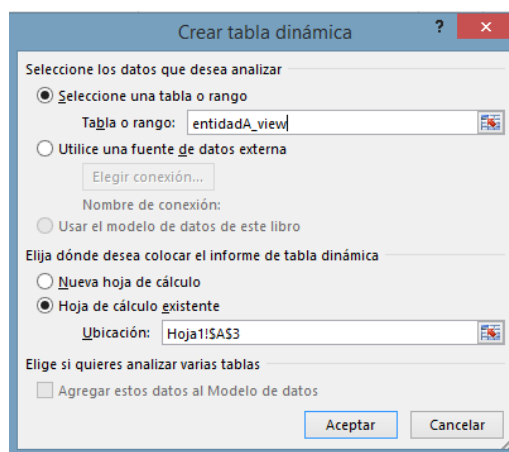 Crear tabla dinámica
?
Seleccione los datos que desea analizar
Seleccione una tabla o rango
Tabla o rango: entidadA_view
Utilice una fuente de datos externa
Elegir conexión...
Nombre de conexión:
Usar el modelo de datos de este libro
Elija dónde desea colocar el informe de tabla dinámica
Nueva hoja de cálculo
Hoja de cálculo existente
Ubicación: Hoja1!$A$3
Elige si quieres analizar varias tablas
Agregar estos datos al Modelo de datos
Aceptar Cancelar